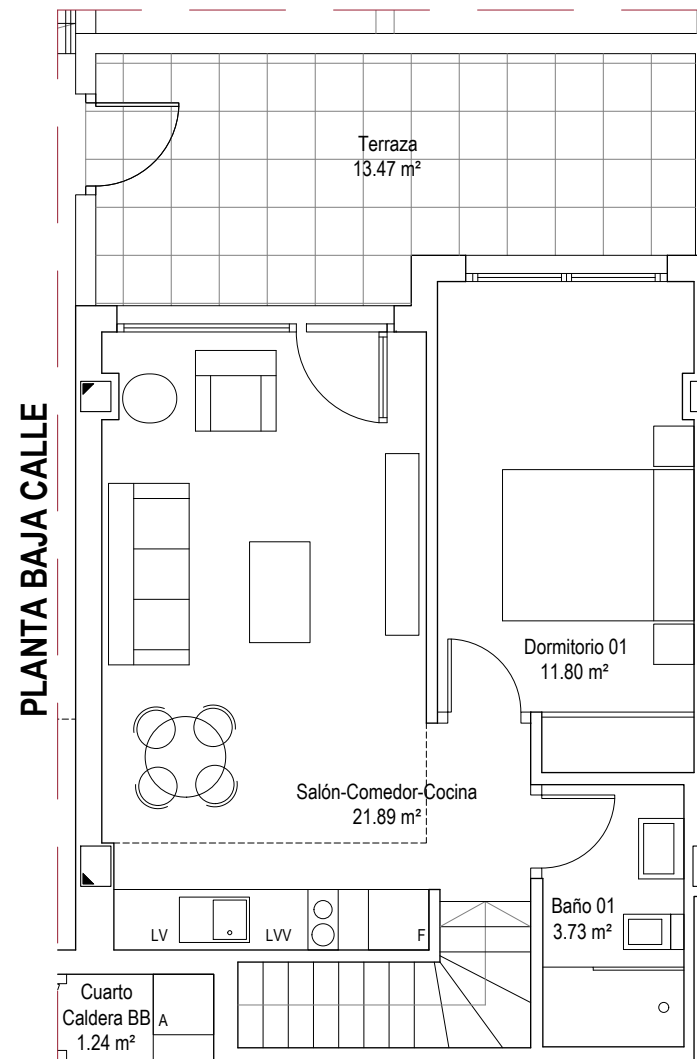 Terraza
13.47 m²
PLANTA BAJA CALLE
Dormitorio 01
11.80 m²
Salón-Comedor-Cocina
21.89 m²
Baño 01
3.73 m²
LV
LVV
F
Cuarto
Caldera BB
1.24 m²
A